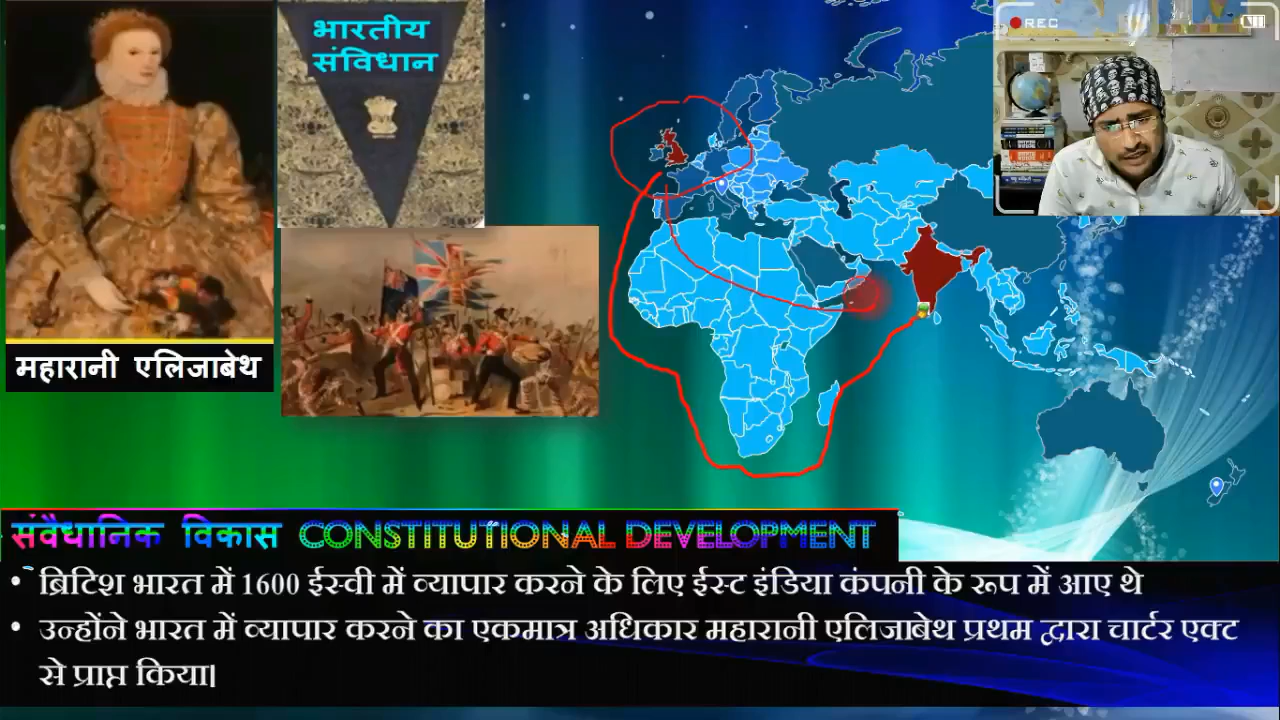 भारतीय
संविधान
REC
महारानी एलिजाबेथ
संवैधानिक विकास CONSTITUTIONAL DEVELOPMENT
• ब्रिटिश भारत में 1600 ईस्वी में व्यापार करने के लिए ईस्ट इंडिया कंपनी के रूप में आए थे
• उन्होंने भारत में व्यापार करने का एकमात्र अधिकार महारानी एलिजाबेथ प्रथम द्वारा चार्टर एक्ट
से प्राप्त किया।